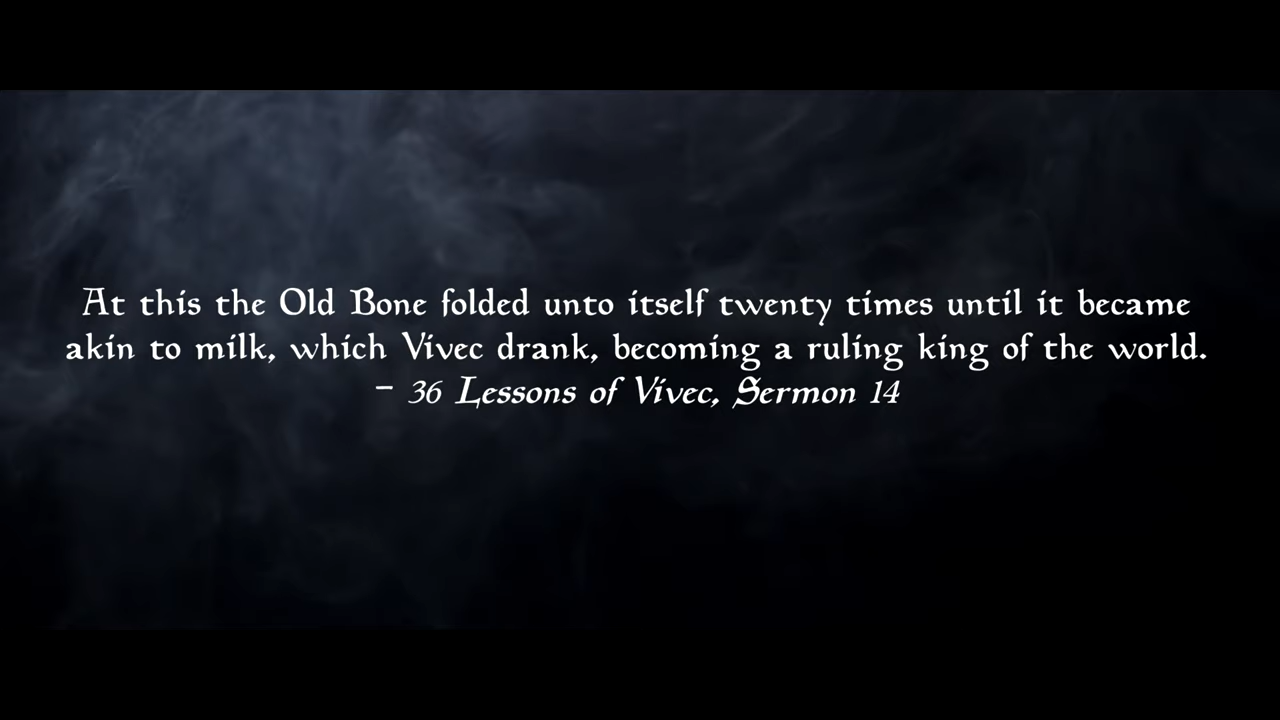 At this the Old Bone folded unto itself twenty times until it became
akin to milk, which Vivec drank, becoming a ruling king of the world.
– 36 Lessons of Vivec, Sermon 14